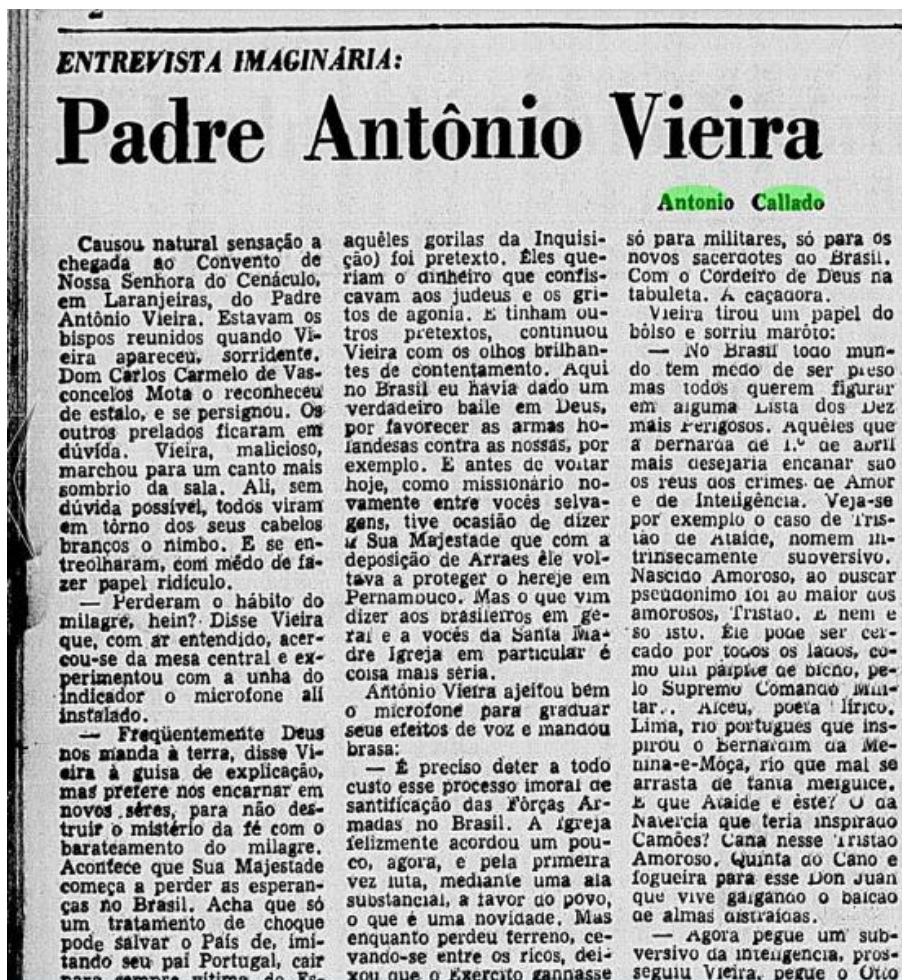 ENTREVISTA IMAGINÁRIA:
Padre Antônio Vieira
Antonio Callado
Causou natural sensação a
chegada ao Convento de
Nossa Senhora do Cenáculo,
em Laranjeiras, do Padre
Antônio Vieira. Estavam os
bispos reunidos quando Vi-
eira apareceu, sorridente.
Dom Carlos Carmelo de Vas-
concelos Mota o reconheceu
de estalo, e se persignou. Os
outros prelados ficaram em
dúvida. Vieira, malicioso,
marchou para um canto mais
sombrio da sala. Ali, sem
dúvida possível, todos viram
em tôrno dos seus cabelos
branços o nimbo. E se en-
treolharam, com mêdo de fa-
zer papel ridículo.
— Perderam o hábito do
milagre, hein? Disse Vieira
que, com ar entendido, acer-
cou-se da mesa central e ex-
perimentou com a unha do
indicador o microfone ali
instalado.
— Freqüentemente Deus
nos manda à terra, disse Vi-
eira à guisa de explicação,
mas prefere nos encarnar em
novos sêres, para não des-
truir o mistério da fé com o
barateamento do milagre.
Acontece que Sua Majestade
começa a perder as esperan-
ças no Brasil. Acha que só
um tratamento de choque
pode salvar o País de, imi-
tando seu pai Portugal, cair
para sempre vítima do Es-
aquêles gorilas da Inquisi-
ção) foi pretexto. Êles que-
riam o dinheiro que confis-
cavam aos judeus e os gri-
tos de agonia. E tinham ou-
tros pretextos, continuou
Vieira com os olhos brilhan-
tes de contentamento. Aqui
no Brasil eu havia dado um
verdadeiro baile em Deus,
por favorecer as armas ho-
landesas contra as nossas, por
exemplo. E antes de voltar
hoje, como missionário no-
vamente entre vocês selva-
gens, tive ocasião de dizer
a Sua Majestade que com a
deposição de Arraes êle vol-
tava a proteger o hereje em
Pernambuco. Mas o que vim
dizer aos brasileiros em ge-
ral e a vocês da Santa Ma-
dre Igreja em particular é
coisa mais séria.
Antônio Vieira ajeitou bem
o microfone para graduar
seus efeitos de voz e mandou
brasa:
— É preciso deter a todo
custo esse processo imoral de
santificação das Fôrças Ar-
madas no Brasil. A Igreja
felizmente acordou um pou-
co, agora, e pela primeira
vez luta, mediante uma ala
substancial, a favor do povo,
o que é uma novidade. Mas
enquanto perdeu terreno, ce-
vando-se entre os ricos, dei-
xou que o Exército ganhasse
só para militares, só para os
novos sacerdotes do Brasil.
Com o Cordeiro de Deus na
tabuleta. A caçadora.
Vieira tirou um papel do
bôlso e sorriu marôto:
— No Brasil todo mun-
do tem mêdo de ser prêso
mas todos querem figurar
em alguma Lista dos Dez
mais Perigosos. Aquêles que
a bernarda de 1.º de abril
mais desejaria encanar são
os réus dos crimes de Amor
e de Inteligência. Veja-se
por exemplo o caso de Tris-
tão de Ataíde, nomem in-
trinsecamente subversivo.
Nascido Amoroso, ao buscar
pseudônimo foi ao maior dos
amorosos, Tristão. E nem é
só isto. Êle pode ser cer-
cado por todos os lados, co-
mo um palpite de bicho, pe-
lo Supremo Comando Mili-
tar.. Alceu, poeta lírico.
Lima, rio português que ins-
pirou o Bernardim da Me-
nina-e-Môça, rio que mal se
arrasta de tanta meiguice.
E que Ataíde é êste? O da
Natércia que teria inspirado
Camões? Cana nesse Tristão
Amoroso. Quinta do Cano e
fogueira para esse Don Juan
que vive galgando o balcão
de almas distraídas.
— Agora pegue um sub-
versivo da inteligência, pros-
seguiu Vieira, pegue Oto